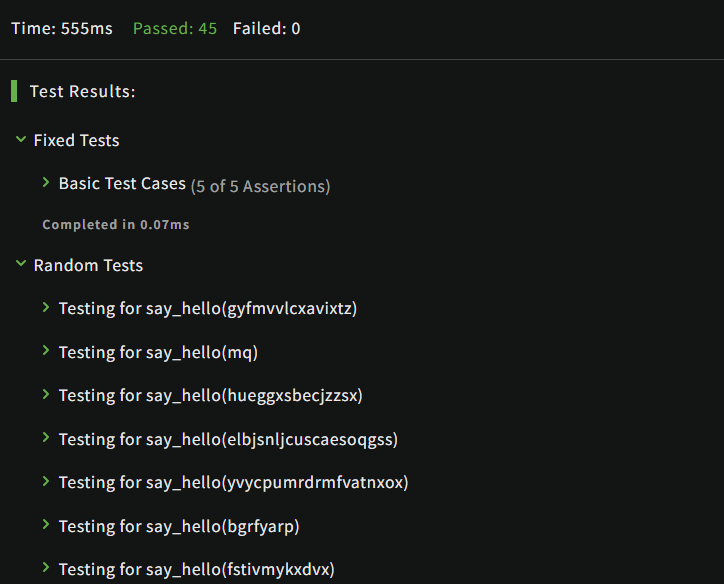 Time: 555ms Passed: 45 Failed: 0
Test Results:
Fixed Tests
Basic Test Cases (5 of 5 Assertions)
Completed in 0.07ms
Random Tests
Testing for say_hello(gyfmvvlcxavixtz)
Testing for say_hello(mq)
Testing for say_hello(hueggxsbecjzzsx)
Testing for say_hello(elbjsnljcuscaesoqgss)
Testing for say_hello(yvycpumrdrmfvatnxox)
Testing for say_hello(bgrfyarp)
Testing for say_hello(fstivmykxdvx)